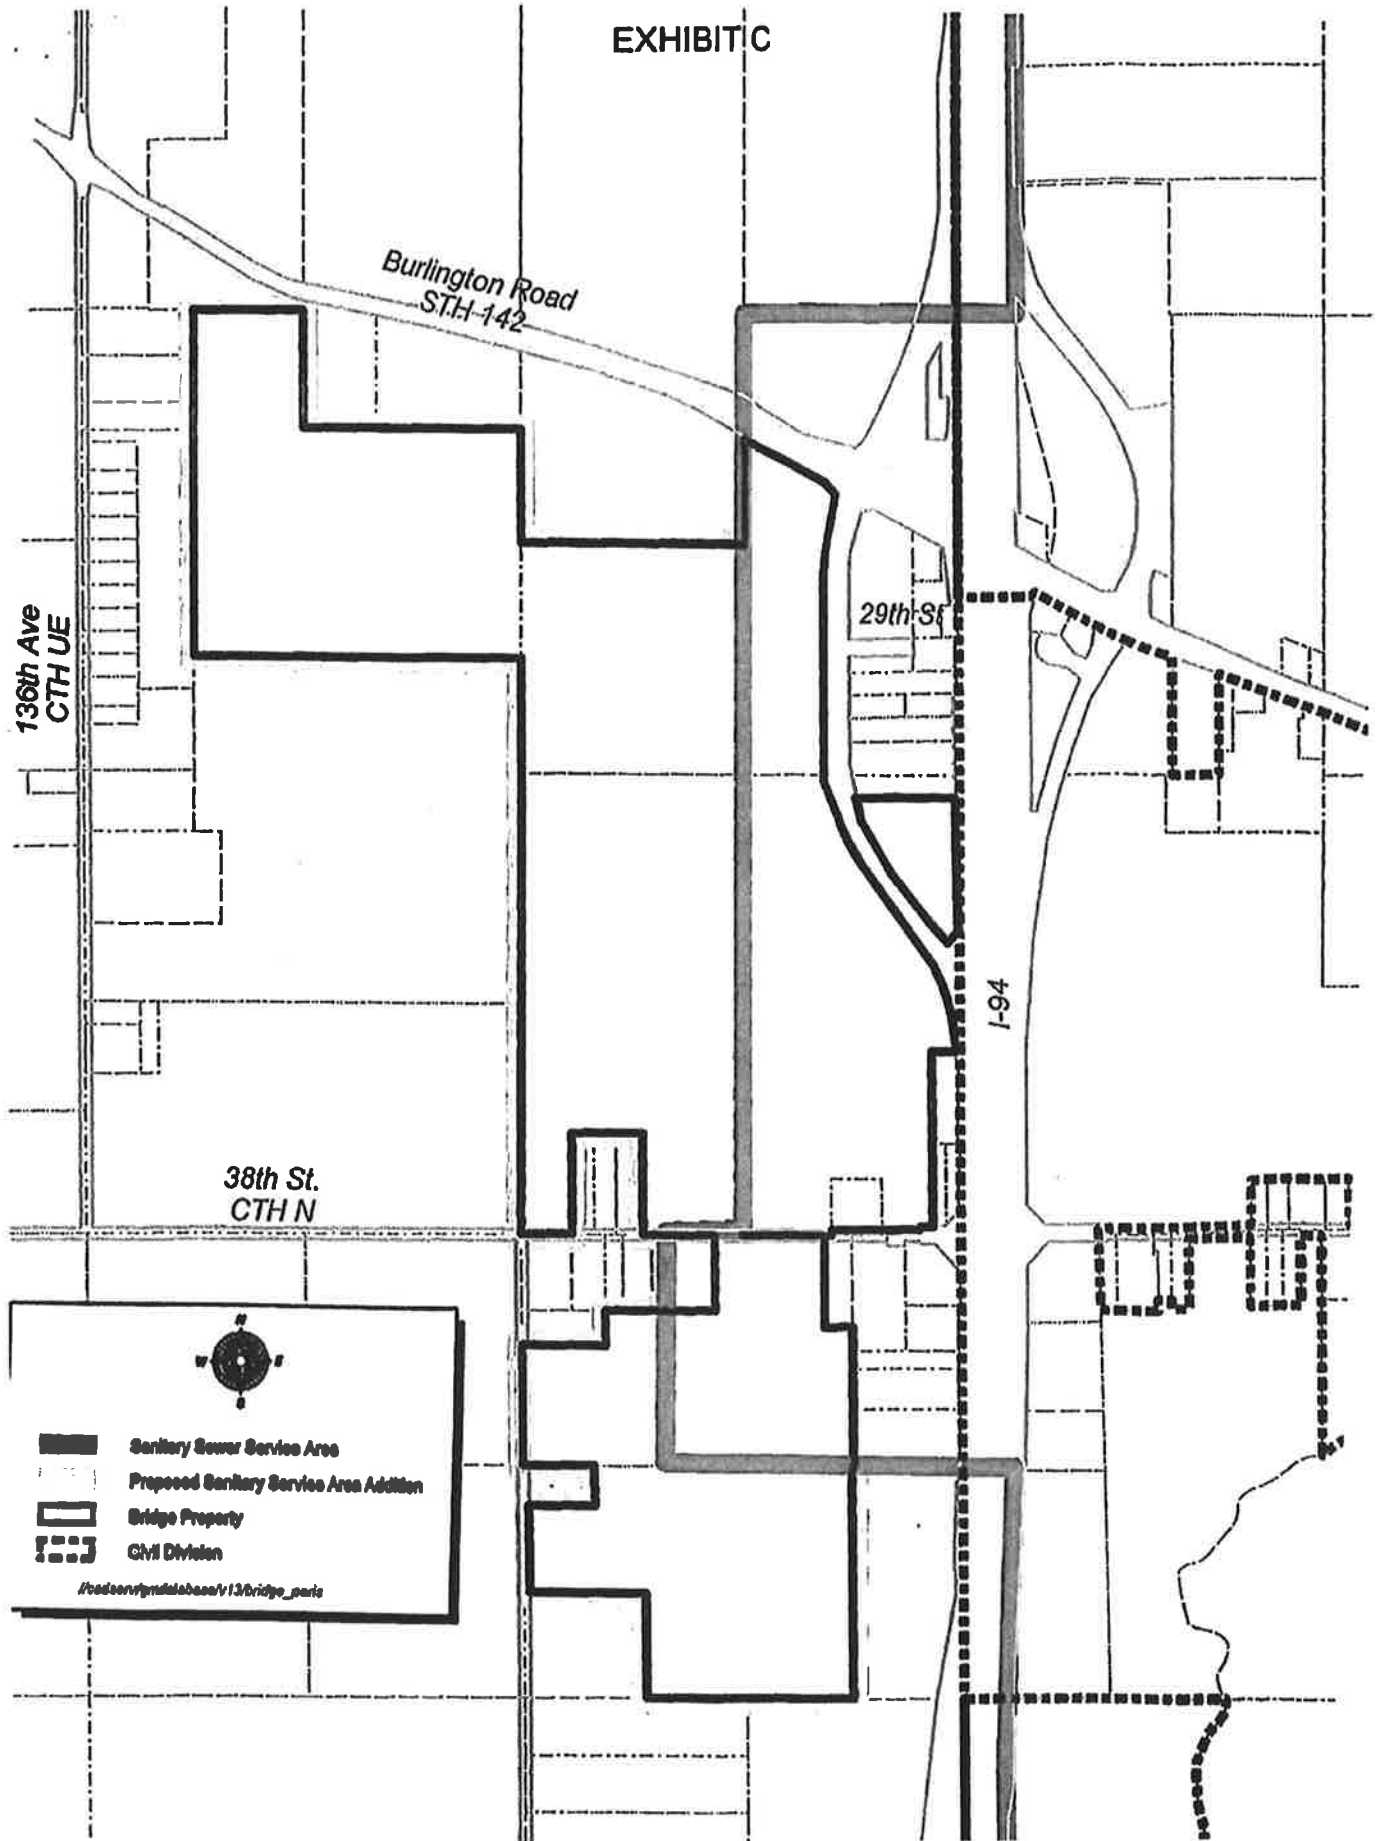 EXHIBIT C
Burlington Road
STH 142
29th St
136th Ave
CTH UE
I-94
38th St.
CTH N
N
W E
S
Sanitary Sewer Service Area
Proposed Sanitary Service Area Addition
Bridge Property
Civil Division